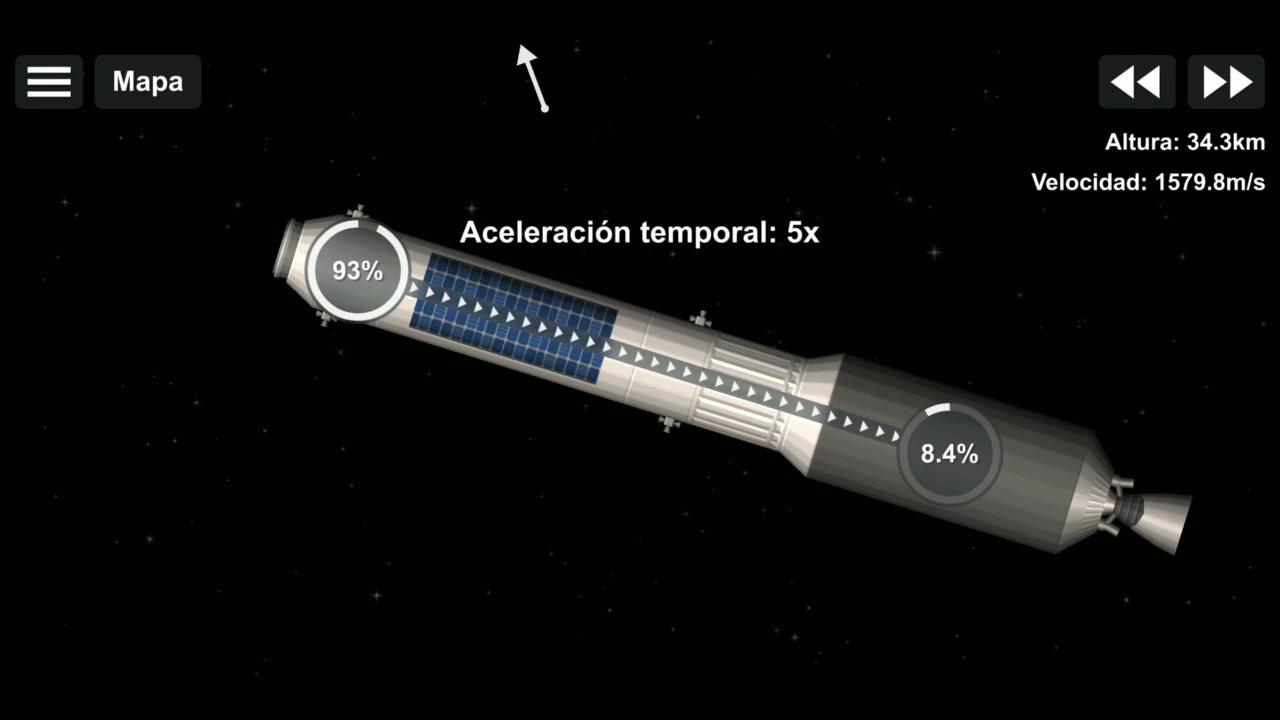 Mapa
Altura: 34.3km
Velocidad: 1579.8m/s
Aceleración temporal: 5x
93%
8.4%